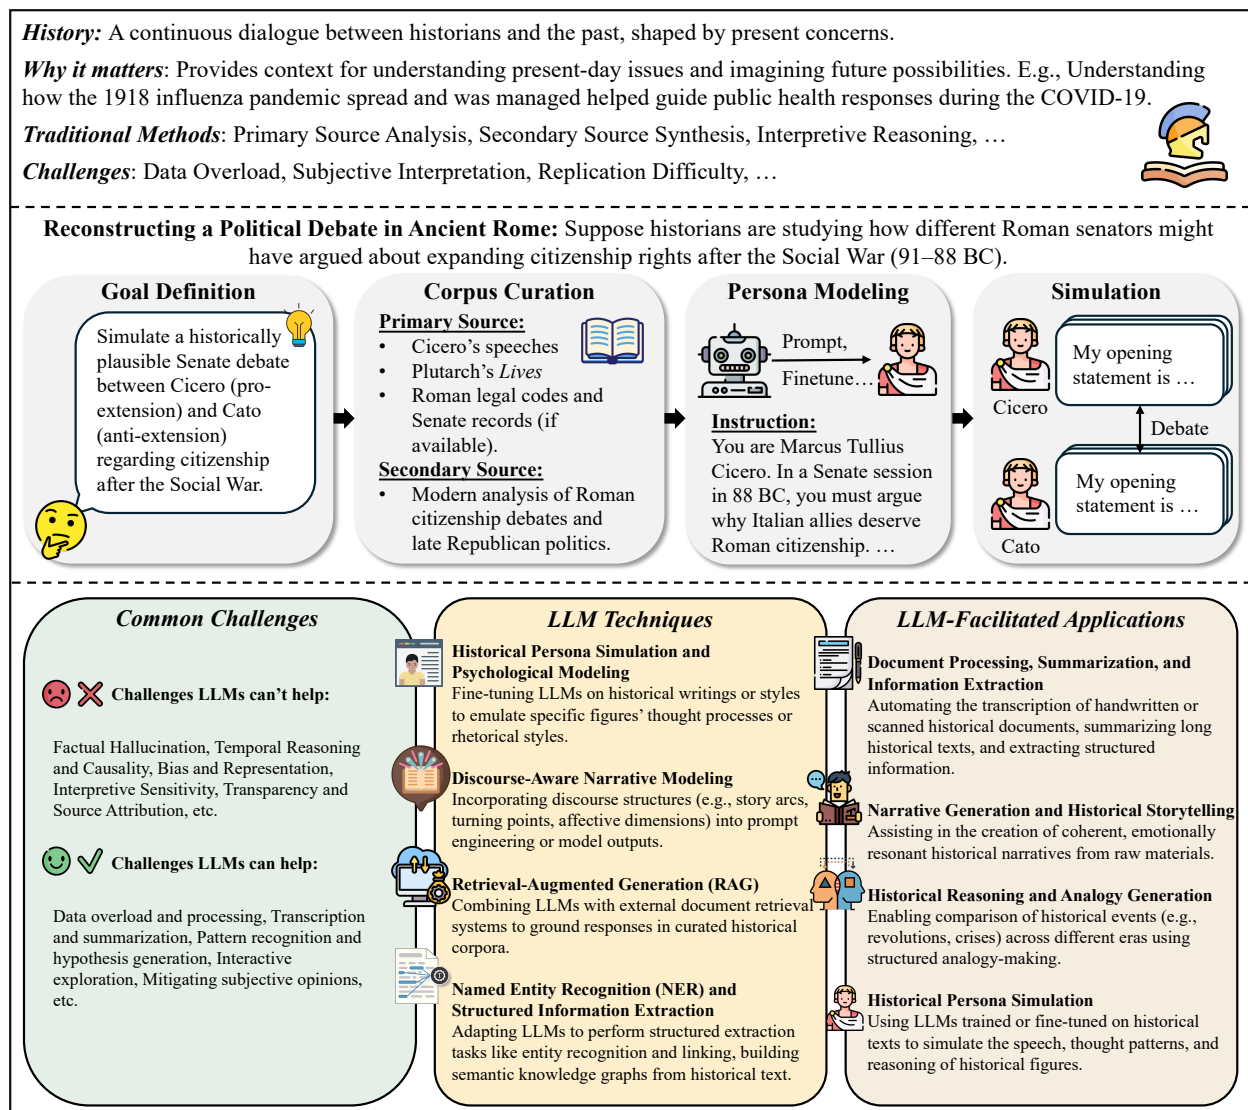 History: A continuous dialogue between historians and the past, shaped by present concerns.
Why it matters: Provides context for understanding present-day issues and imagining future possibilities. E.g., Understanding
how the 1918 influenza pandemic spread and was managed helped guide public health responses during the COVID-19.
Traditional Methods: Primary Source Analysis, Secondary Source Synthesis, Interpretive Reasoning, …
Challenges: Data Overload, Subjective Interpretation, Replication Difficulty, …
Reconstructing a Political Debate in Ancient Rome: Suppose historians are studying how different Roman senators might
have argued about expanding citizenship rights after the Social War (91–88 BC).
Goal Definition
Simulate a historically
plausible Senate debate
between Cicero (pro-
extension) and Cato
(anti-extension)
regarding citizenship
after the Social War.
Corpus Curation
Primary Source:
• Cicero's speeches
• Plutarch's Lives
• Roman legal codes and
Senate records (if
available).
Secondary Source:
• Modern analysis of Roman
citizenship debates and
late Republican politics.
Persona Modeling
Prompt,
Finetune…
Instruction:
You are Marcus Tullius
Cicero. In a Senate session
in 88 BC, you must argue
why Italian allies deserve
Roman citizenship. …
Simulation
Cicero
My opening
statement is …
Debate
Cato
My opening
statement is …
Common Challenges
Challenges LLMs can't help:
Factual Hallucination, Temporal Reasoning
and Causality, Bias and Representation,
Interpretive Sensitivity, Transparency and
Source Attribution, etc.
Challenges LLMs can help:
Data overload and processing, Transcription
and summarization, Pattern recognition and
hypothesis generation, Interactive
exploration, Mitigating subjective opinions,
etc.
LLM Techniques
Historical Persona Simulation and
Psychological Modeling
Fine-tuning LLMs on historical writings or styles
to emulate specific figures' thought processes or
rhetorical styles.
Discourse-Aware Narrative Modeling
Incorporating discourse structures (e.g., story arcs,
turning points, affective dimensions) into prompt
engineering or model outputs.
Retrieval-Augmented Generation (RAG)
Combining LLMs with external document retrieval
systems to ground responses in curated historical
corpora.
Named Entity Recognition (NER) and
Structured Information Extraction
Adapting LLMs to perform structured extraction
tasks like entity recognition and linking, building
semantic knowledge graphs from historical text.
LLM-Facilitated Applications
Document Processing, Summarization, and
Information Extraction
Automating the transcription of handwritten or
scanned historical documents, summarizing long
historical texts, and extracting structured
information.
Narrative Generation and Historical Storytelling
Assisting in the creation of coherent, emotionally
resonant historical narratives from raw materials.
Historical Reasoning and Analogy Generation
Enabling comparison of historical events (e.g.,
revolutions, crises) across different eras using
structured analogy-making.
Historical Persona Simulation
Using LLMs trained or fine-tuned on historical
texts to simulate the speech, thought patterns, and
reasoning of historical figures.